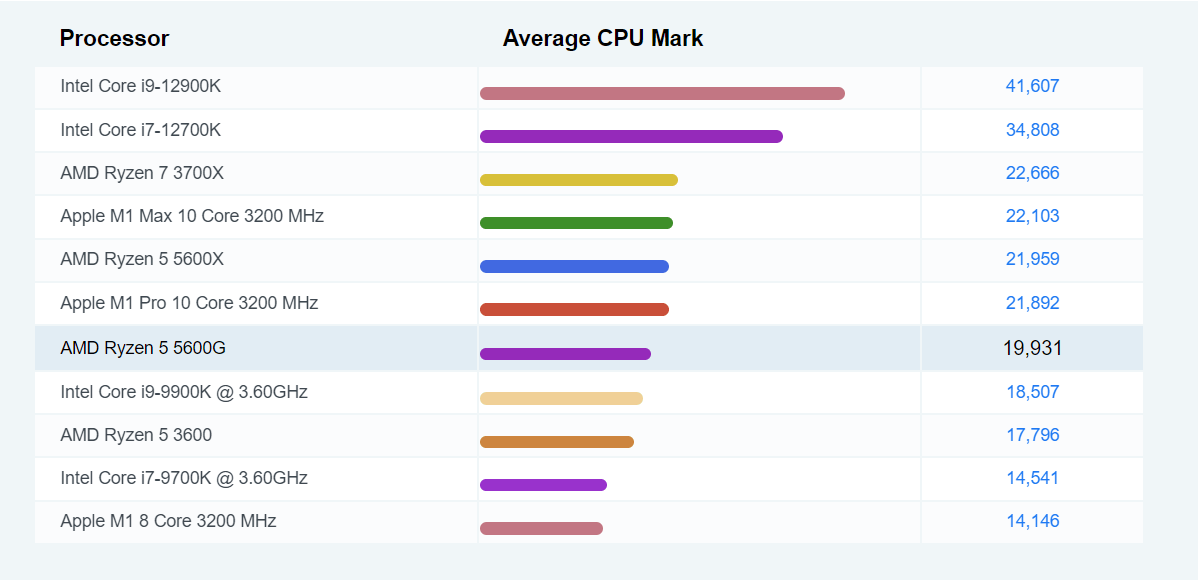 Processor Average CPU Mark
Intel Core i9-12900K 41,607
Intel Core i7-12700K 34,808
AMD Ryzen 7 3700X 22,666
Apple M1 Max 10 Core 3200 MHz 22,103
AMD Ryzen 5 5600X 21,959
Apple M1 Pro 10 Core 3200 MHz 21,892
AMD Ryzen 5 5600G 19,931
Intel Core i9-9900K @ 3.60GHz 18,507
AMD Ryzen 5 3600 17,796
Intel Core i7-9700K @ 3.60GHz 14,541
Apple M1 8 Core 3200 MHz 14,146